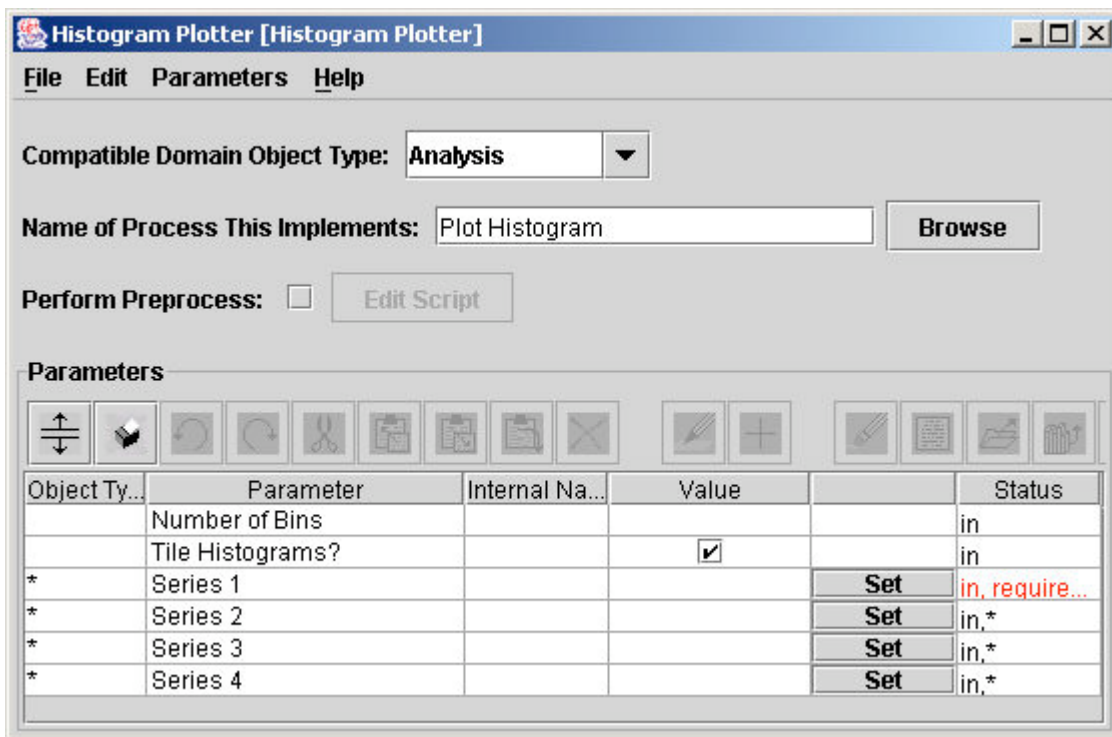 Histogram Plotter [Histogram Plotter]
File Edit Parameters Help
Compatible Domain Object Type: Analysis
Name of Process This Implements: Plot Histogram Browse
Perform Preprocess: Edit Script
Parameters
Object Ty... Parameter Internal Na... Value Status
Number of Bins in
Tile Histograms? in
* Series 1 Set in, require...
* Series 2 Set in,*
* Series 3 Set in,*
* Series 4 Set in,*